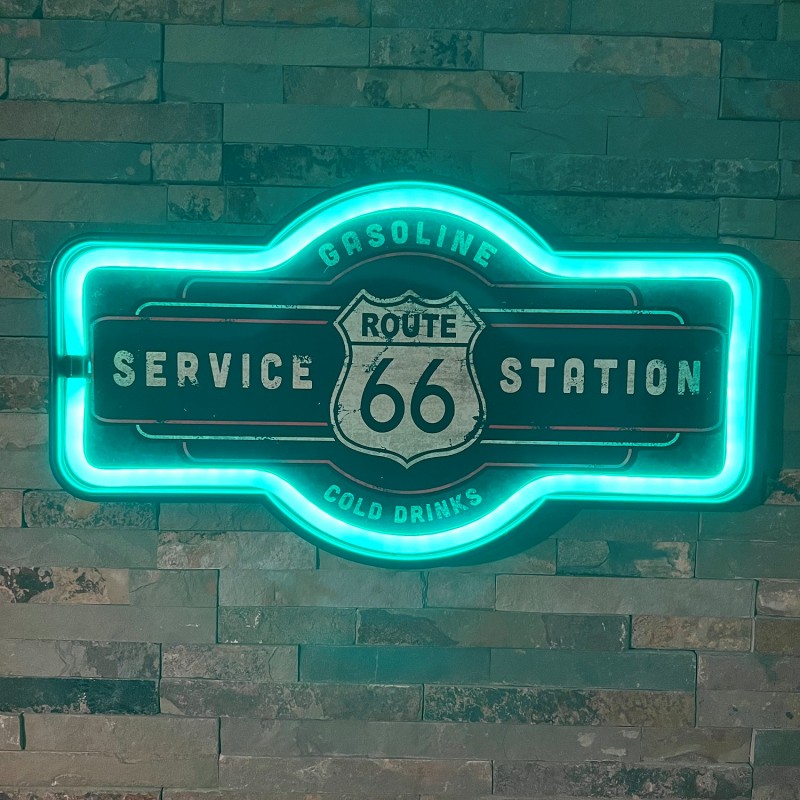 GASOLINE
ROUTE
SERVICE 66 STATION
COLD DRINKS